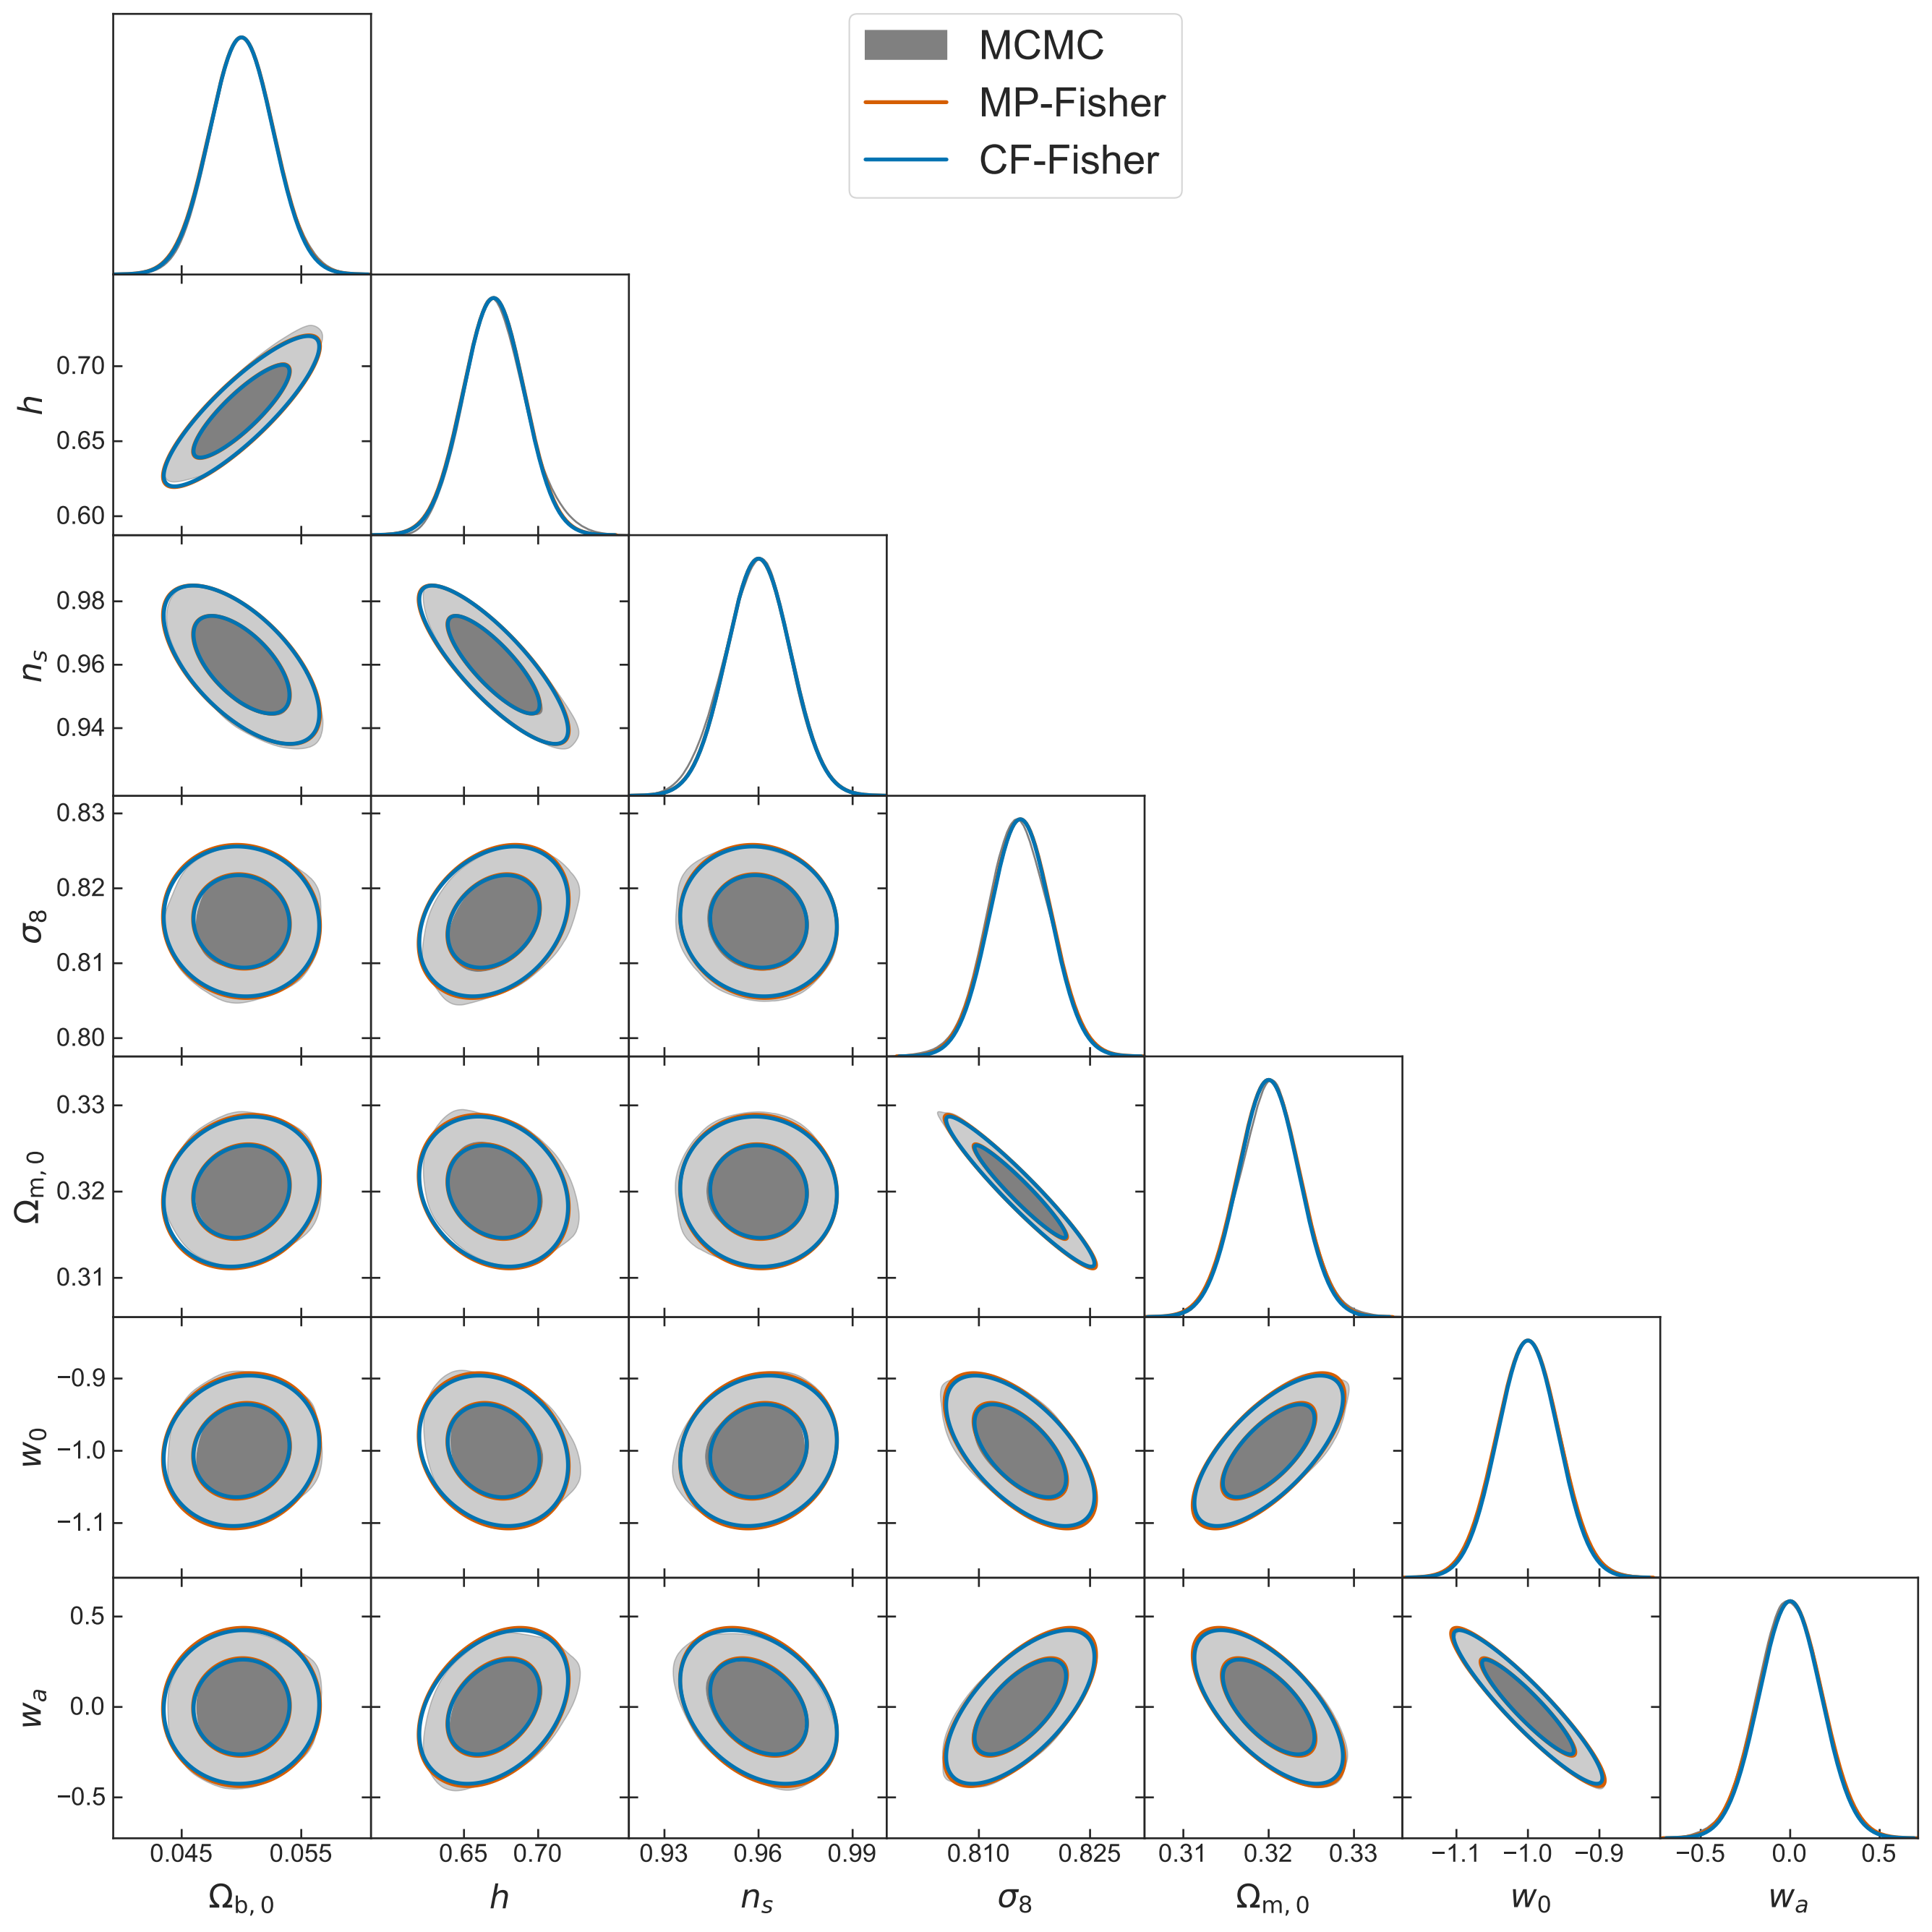 MCMC
MP-Fisher
CF-Fisher
h
0.70
0.65
0.60
n_s
0.98
0.96
0.94
σ_8
0.83
0.82
0.81
0.80
Ω_m, 0
0.33
0.32
0.31
w_0
−0.9
−1.0
−1.1
w_a
0.5
0.0
−0.5
0.045 0.055 0.65 0.70 0.93 0.96 0.99 0.810 0.825 0.31 0.32 0.33 −1.1 −1.0 −0.9 −0.5 0.0 0.5
Ω_b, 0 h n_s σ_8 Ω_m, 0 w_0 w_a